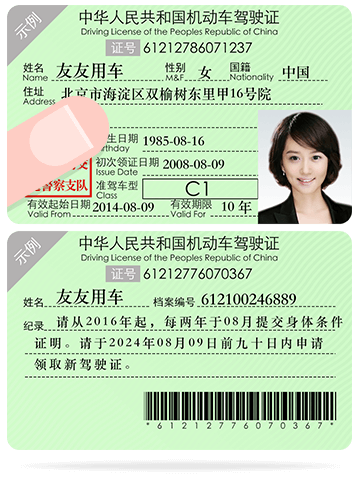 示例
中华人民共和国机动车驾驶证
Driving License of the Peoples Republic of China
证号 61212786071237
姓名 友友用车 性别 女 国籍 中国
Name M&F Nationality
住址 北京市海淀区双榆树东里甲16号院
Address
生日期 1985-08-16
Birthday
初次领证日期 2008-08-09
Issue Date
警察支队 准驾车型 C1
CLASS
有效起始日期 2014-08-09 有效期限 10 年
Valid From Valid For
示例
中华人民共和国机动车驾驶证
Driving License of the Peoples Republic of China
证号 61212776070367
姓名 友友用车 档案编号 612100246889
纪录 请从2016年起，每两年于08月提交身体条件
证明。请于2024年08月09日前九十日内申请
领取新驾驶证。
*61212776070367*